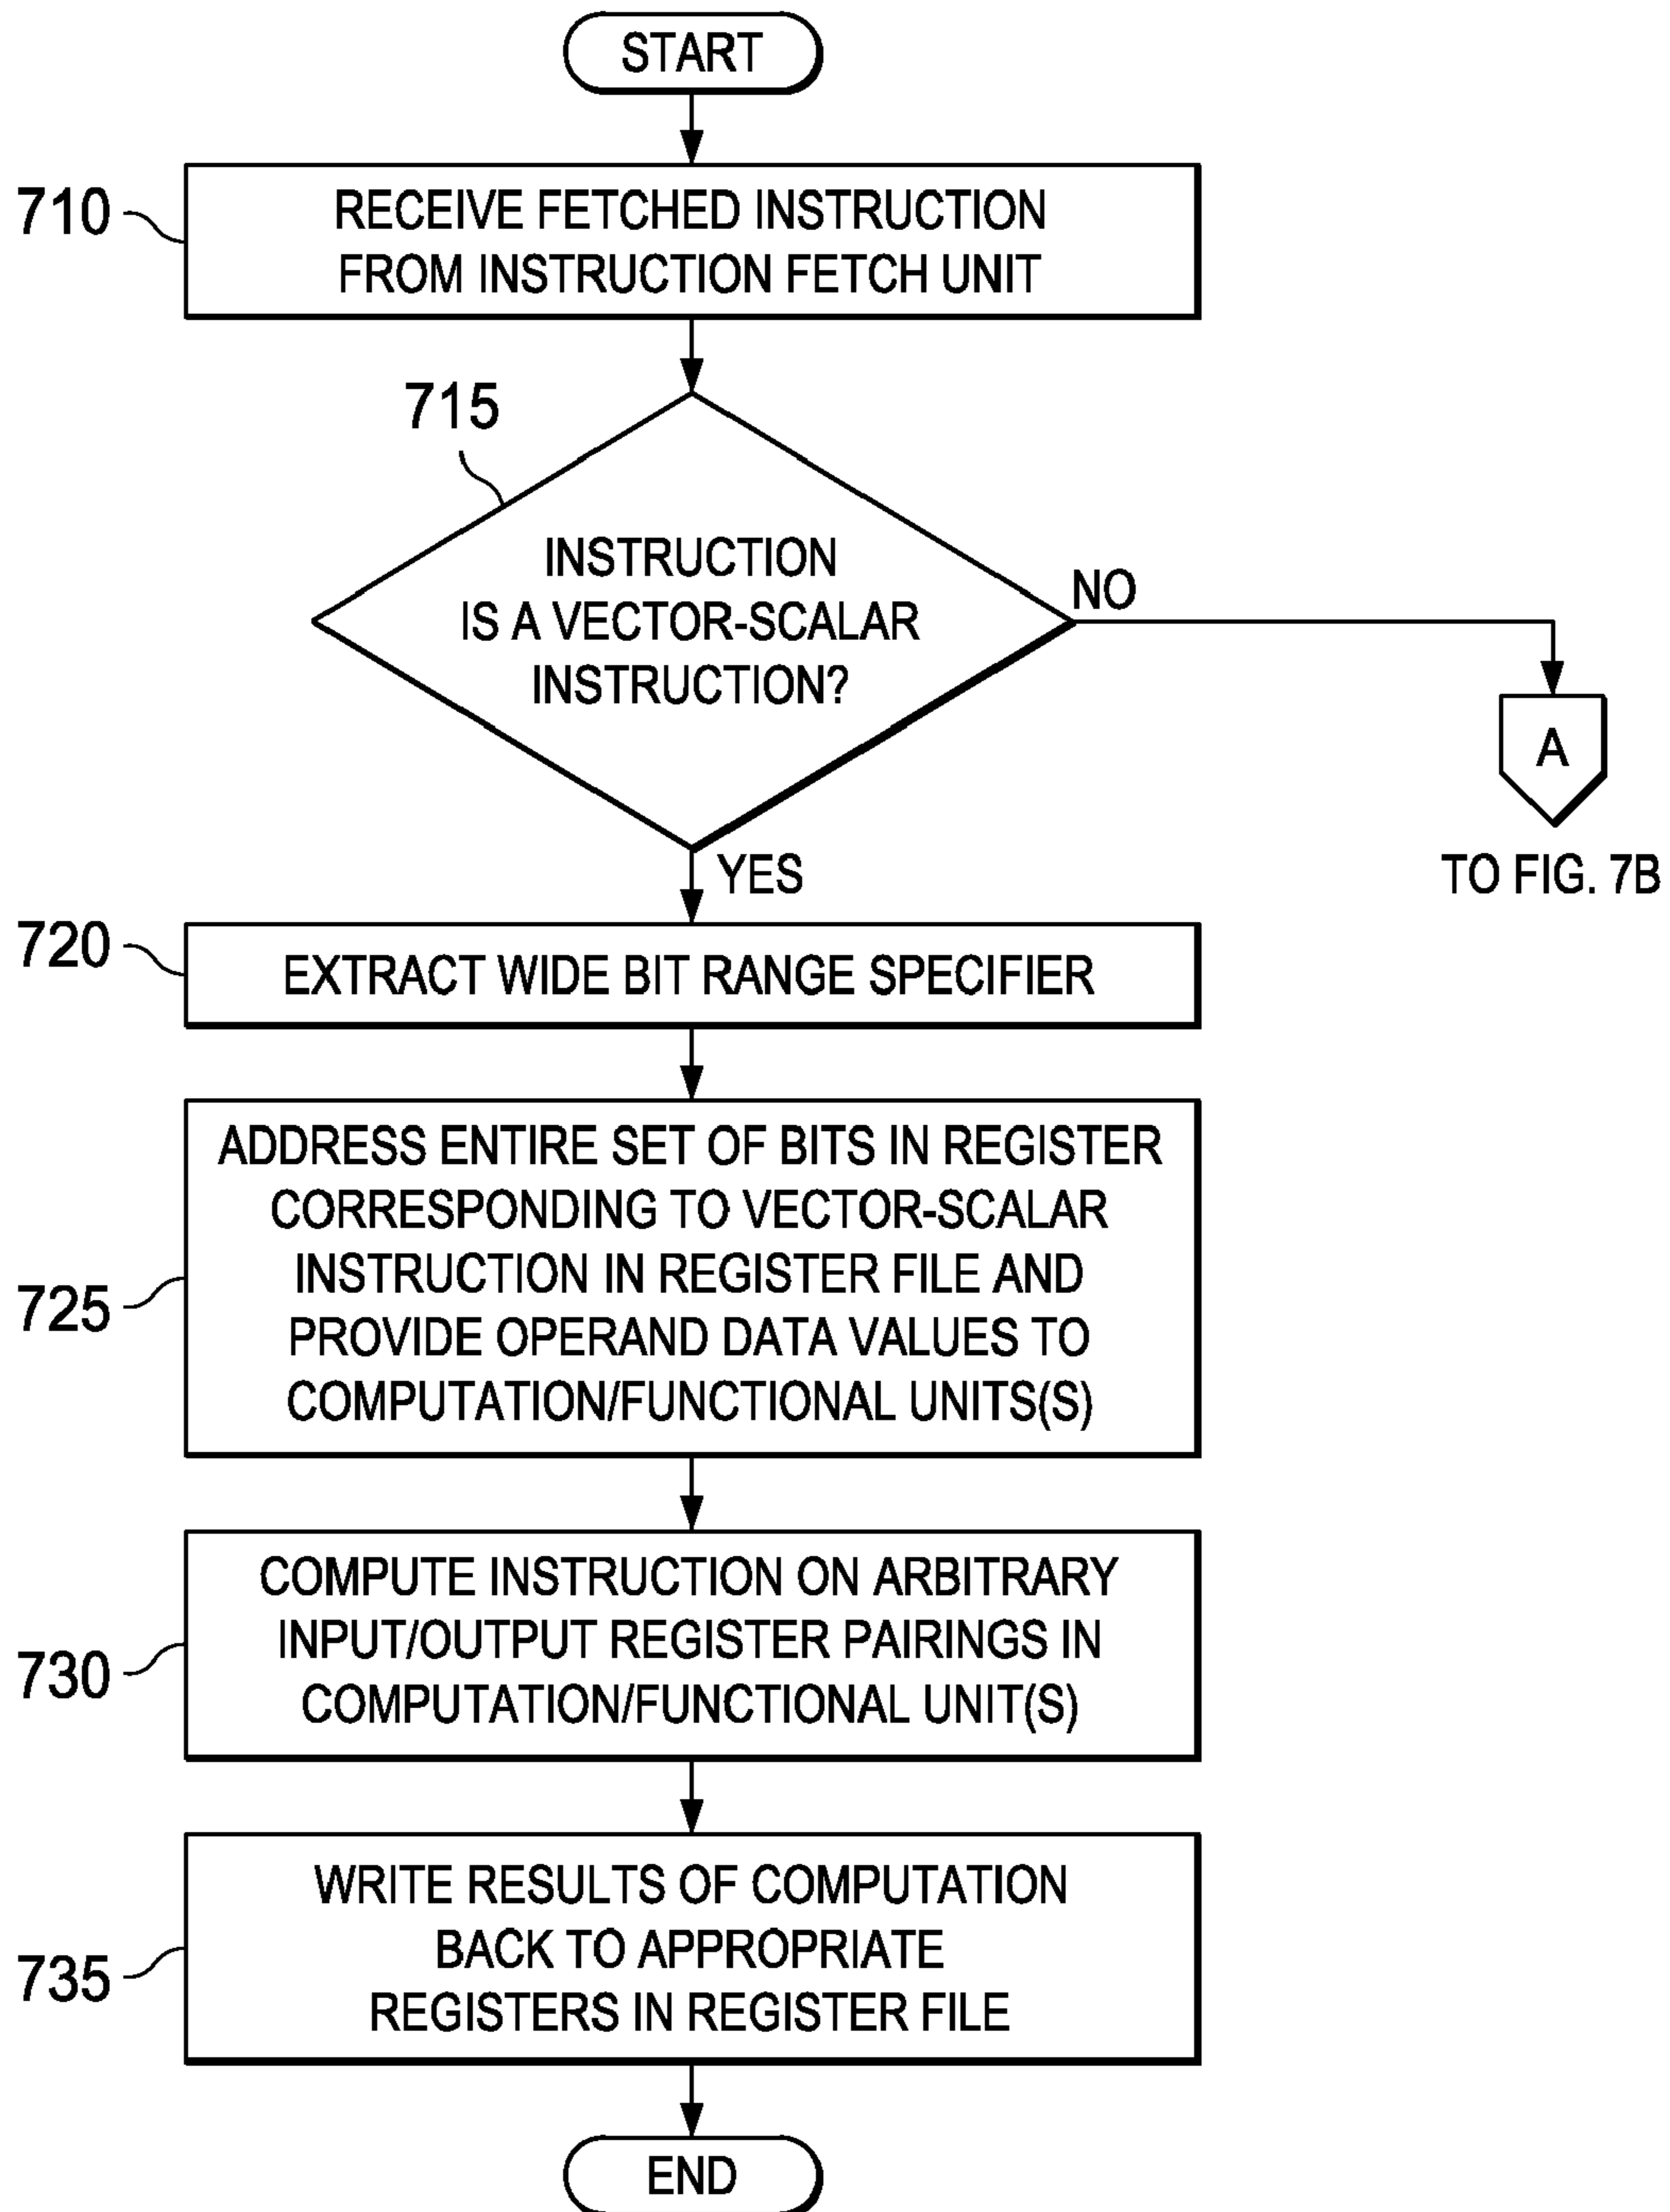 START
710
RECEIVE FETCHED INSTRUCTION
FROM INSTRUCTION FETCH UNIT
715
INSTRUCTION
IS A VECTOR-SCALAR
INSTRUCTION?
NO
A
TO FIG. 7B
YES
720
EXTRACT WIDE BIT RANGE SPECIFIER
725
ADDRESS ENTIRE SET OF BITS IN REGISTER
CORRESPONDING TO VECTOR-SCALAR
INSTRUCTION IN REGISTER FILE AND
PROVIDE OPERAND DATA VALUES TO
COMPUTATION/FUNCTIONAL UNITS(S)
730
COMPUTE INSTRUCTION ON ARBITRARY
INPUT/OUTPUT REGISTER PAIRINGS IN
COMPUTATION/FUNCTIONAL UNIT(S)
735
WRITE RESULTS OF COMPUTATION
BACK TO APPROPRIATE
REGISTERS IN REGISTER FILE
END